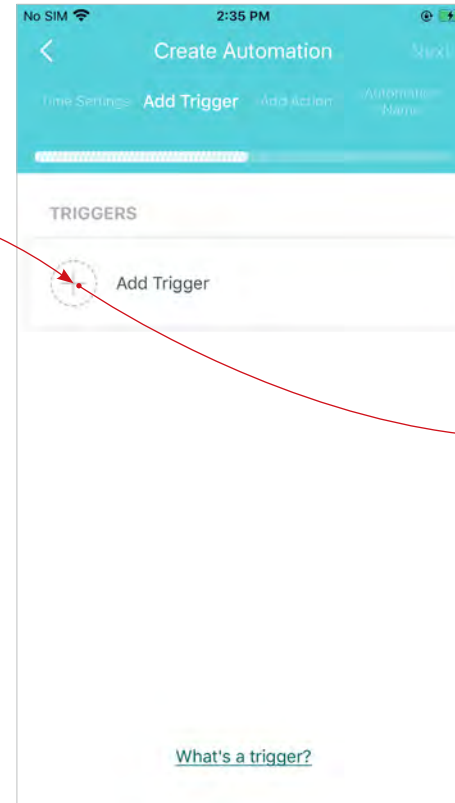 No SIM 2:35 PM
Create Automation Next
Time Settings Add Trigger Add Action Automation
Name
TRIGGERS
Add Trigger
What's a trigger?